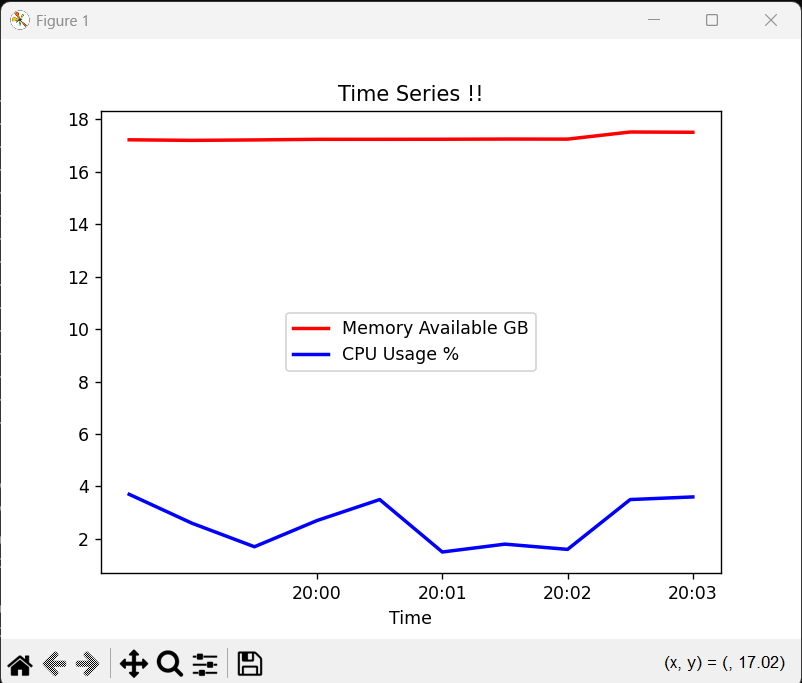 Figure 1
Time Series !!
18
16
14
12
10
8
6
4
2
Memory Available GB
CPU Usage %
20:00 20:01 20:02 20:03
Time
(x, y) = (, 17.02)